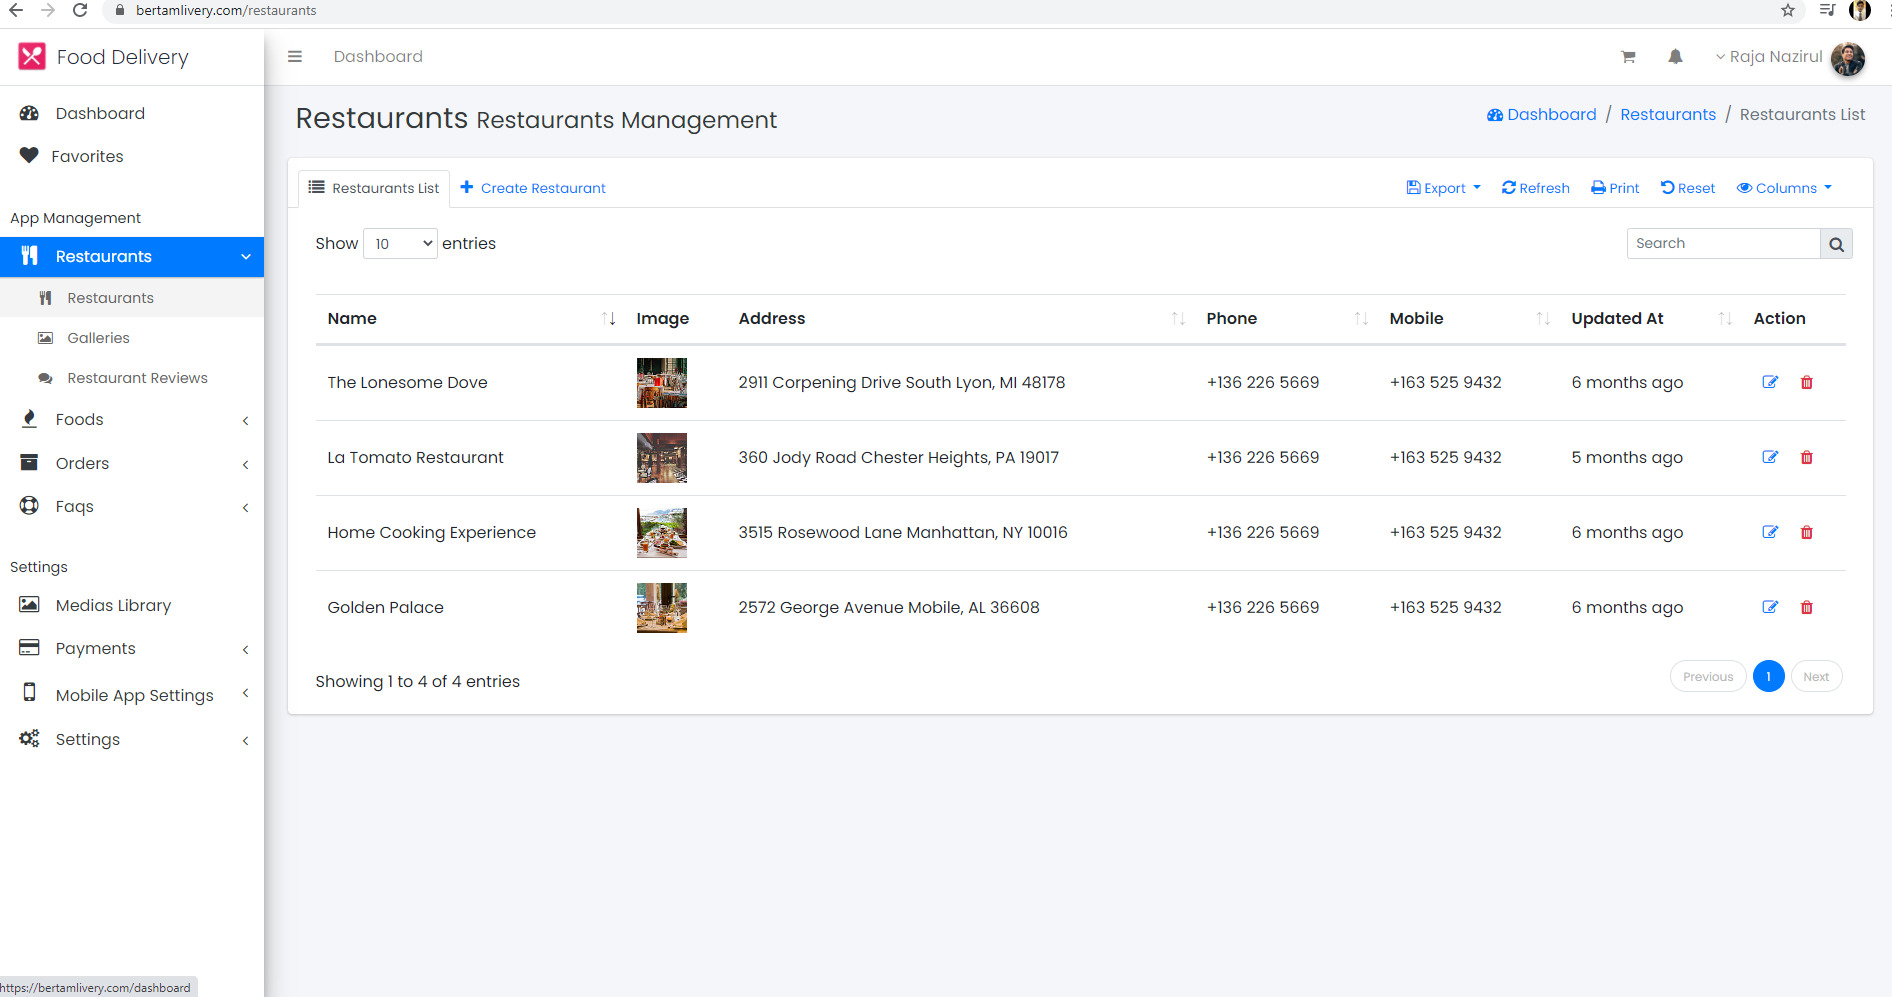 bertamlivery.com/restaurants
Food Delivery
Dashboard
Raja Nazirul
Dashboard
Favorites
App Management
Restaurants
Restaurants
Galleries
Restaurant Reviews
Foods
Orders
Faqs
Settings
Medias Library
Payments
Mobile App Settings
Settings
https://bertamlivery.com/dashboard
Restaurants Restaurants Management
Dashboard / Restaurants / Restaurants List
Restaurants List Create Restaurant
Export Refresh Print Reset Columns
Show 10 entries
Search
Name Image Address Phone Mobile Updated At Action
The Lonesome Dove 2911 Corpening Drive South Lyon, MI 48178 +136 226 5669 +163 525 9432 6 months ago
La Tomato Restaurant 360 Jody Road Chester Heights, PA 19017 +136 226 5669 +163 525 9432 5 months ago
Home Cooking Experience 3515 Rosewood Lane Manhattan, NY 10016 +136 226 5669 +163 525 9432 6 months ago
Golden Palace 2572 George Avenue Mobile, AL 36608 +136 226 5669 +163 525 9432 6 months ago
Showing 1 to 4 of 4 entries
Previous 1 Next